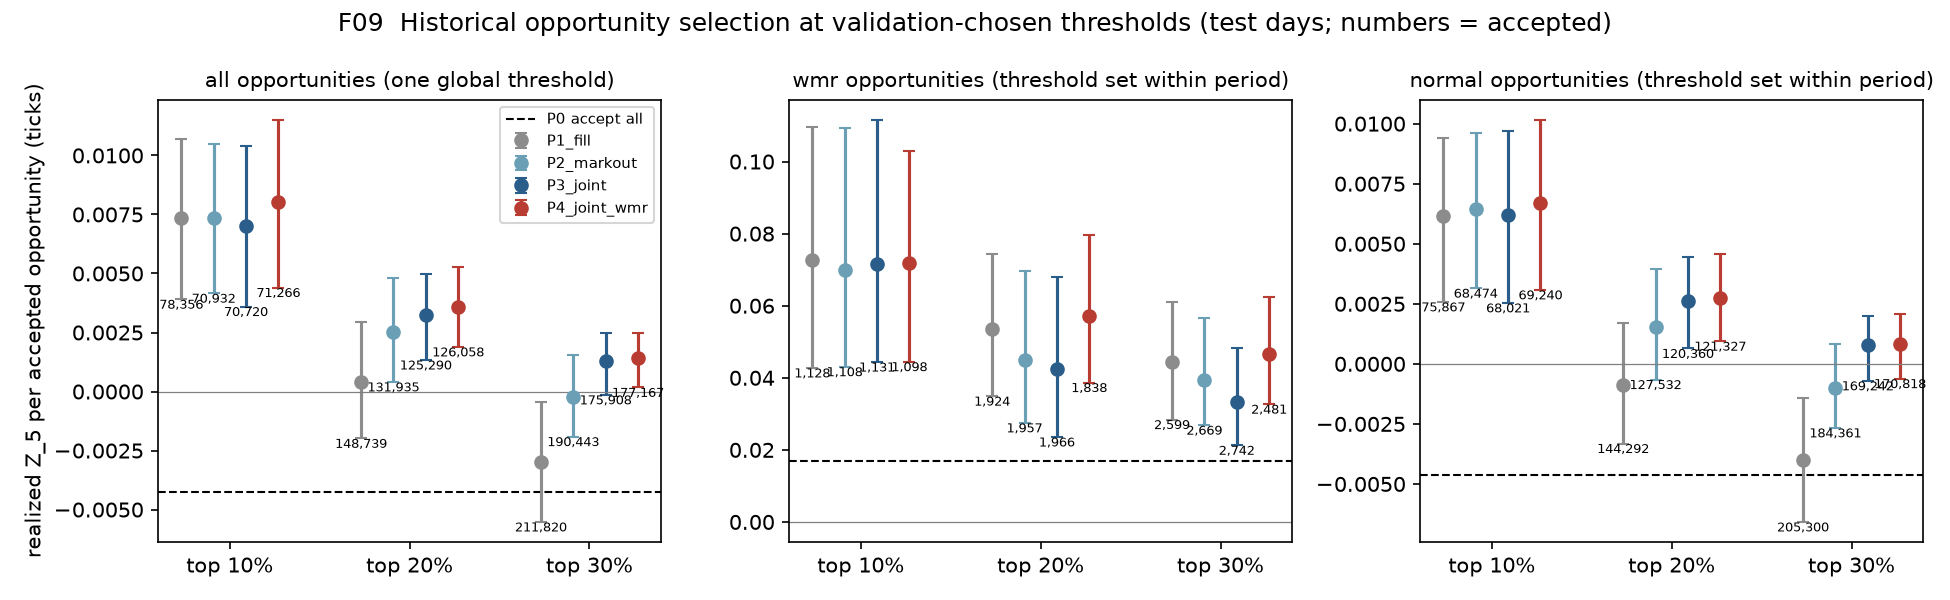 F09  Historical opportunity selection at validation-chosen thresholds (test days; numbers = accepted)
all opportunities (one global threshold)
realized Z_5 per accepted opportunity (ticks)
0.0100
0.0075
0.0050
0.0025
0.0000
−0.0025
−0.0050
P0 accept all
P1_fill
P2_markout
P3_joint
P4_joint_wmr
78,356
70,932
70,720
71,266
148,739
131,935
125,290
126,058
211,820
190,443
175,908
177,167
top 10%
top 20%
top 30%
wmr opportunities (threshold set within period)
0.10
0.08
0.06
0.04
0.02
0.00
1,128
1,108
1,131
1,098
1,924
1,957
1,966
1,838
2,599
2,669
2,742
2,481
top 10%
top 20%
top 30%
normal opportunities (threshold set within period)
0.0100
0.0075
0.0050
0.0025
0.0000
−0.0025
−0.0050
75,867
68,474
68,021
69,240
144,292
127,532
120,360
121,327
205,300
184,361
169,242
170,818
top 10%
top 20%
top 30%